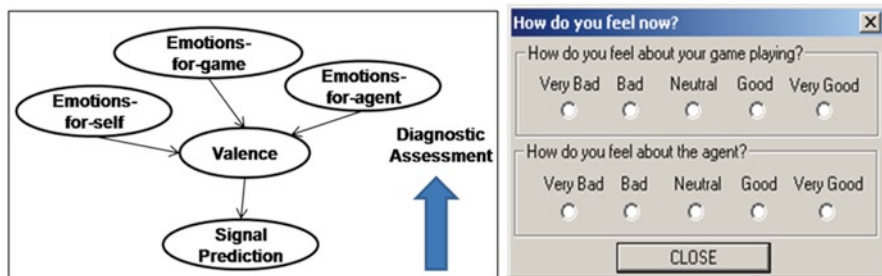 Emotions-
for-game
Emotions-
for-agent
Emotions-
for-self
Valence
Diagnostic
Assessment
Signal
Prediction
How do you feel now?
How do you feel about your game playing?
Very Bad Bad Neutral Good Very Good
How do you feel about the agent?
Very Bad Bad Neutral Good Very Good
CLOSE